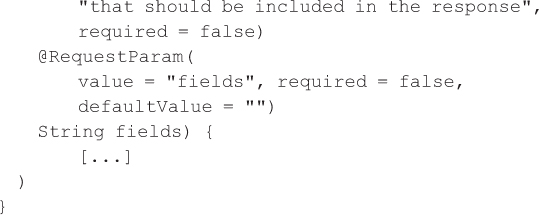 "that should be included in the response",
required = false)
@RequestParam(
value = "fields", required = false,
defaultValue = "")
String fields) {
[...]
)
}